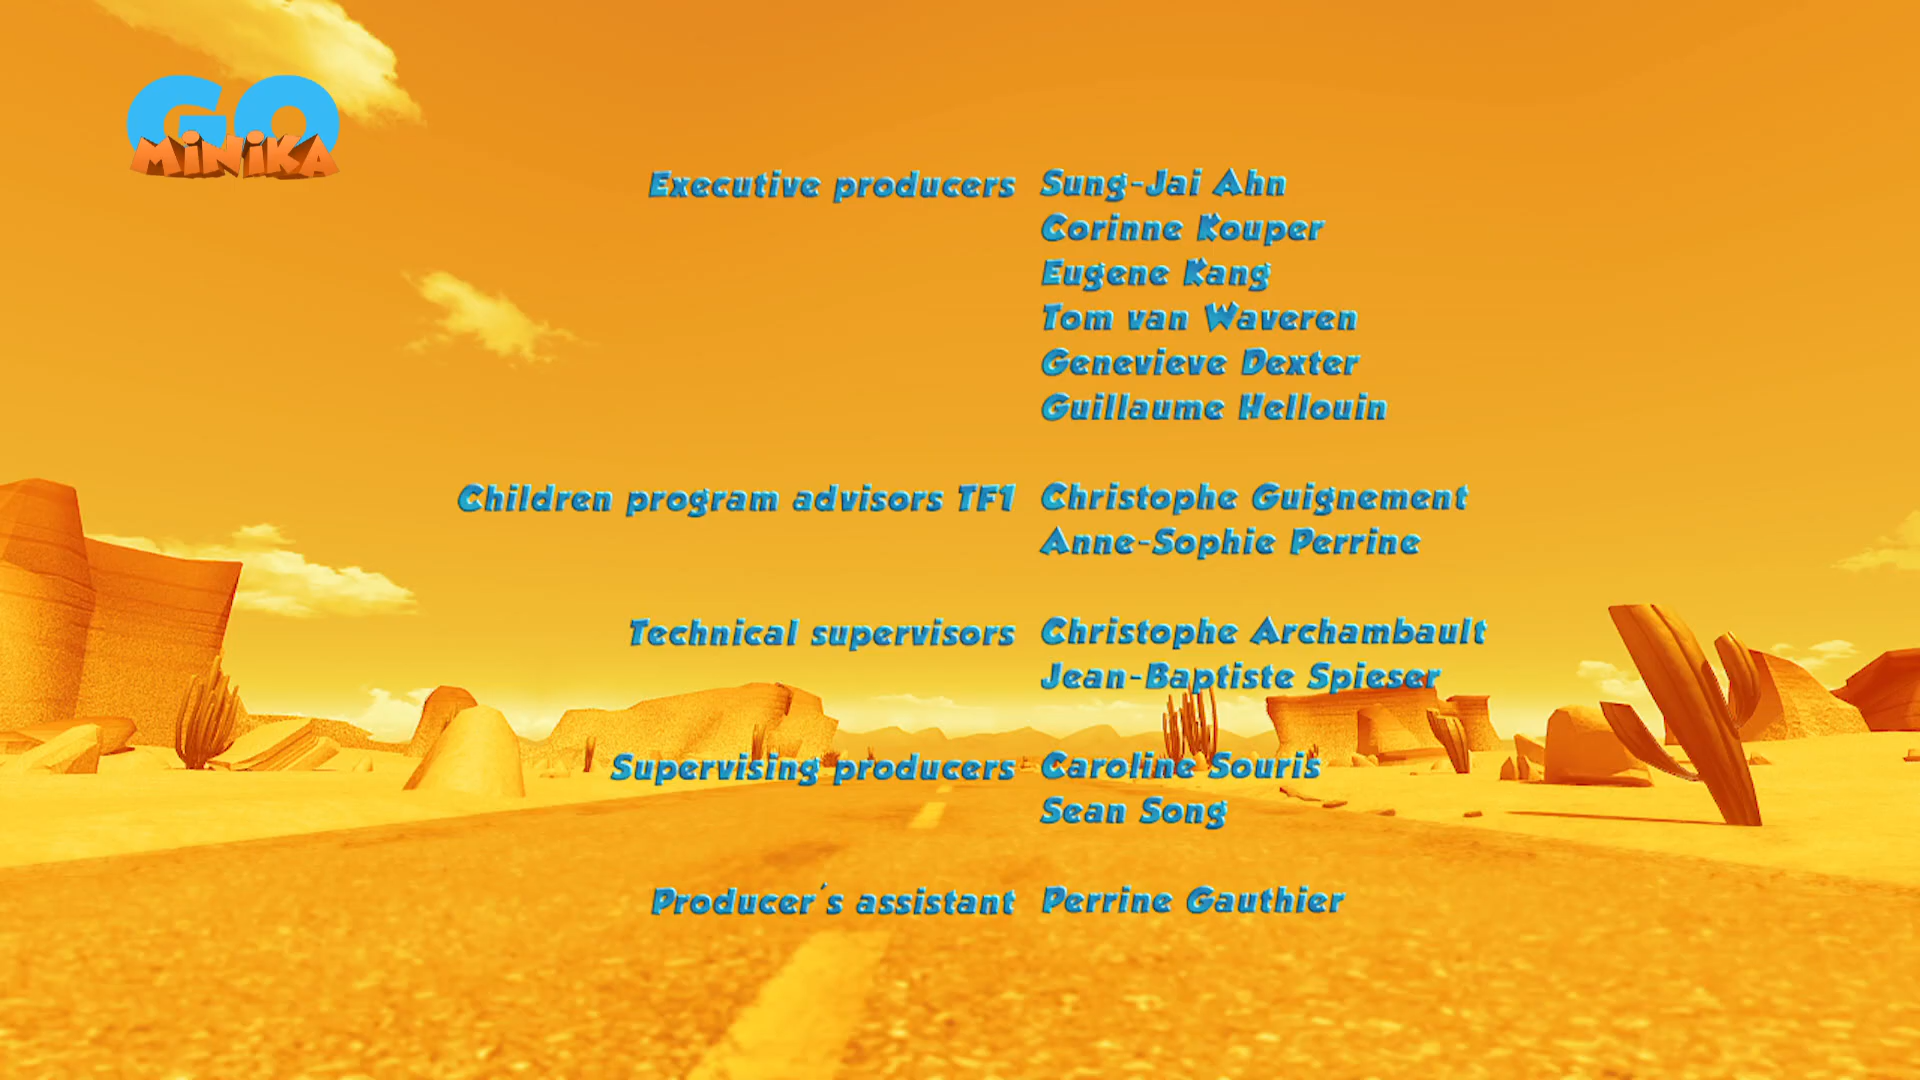 GO
MiNiKA
Executive producers Sung-Jai Ahn
Corinne Kouper
Eugene Kang
Tom van Waveren
Genevieve Dexter
Guillaume Hellouin
Children program advisors TF1 Christophe Guignement
Anne-Sophie Perrine
Technical supervisors Christophe Archambault
Jean-Baptiste Spieser
Supervising producers Caroline Souris
Sean Song
Producer's assistant Perrine Gauthier